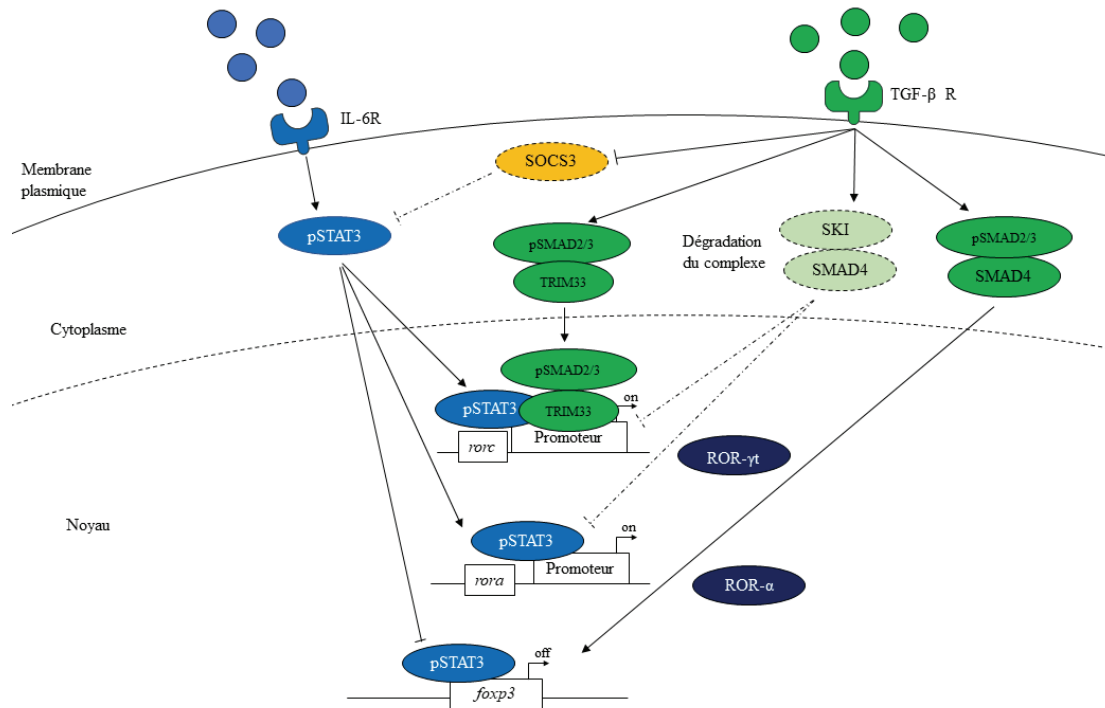 IL-6R
TGF-β R
Membrane
plasmique
SOCS3
pSTAT3
pSMAD2/3
TRIM33
Dégradation
du complexe
SKI
SMAD4
pSMAD2/3
SMAD4
Cytoplasme
pSMAD2/3
pSTAT3
TRIM33
on
rorc
Promoteur
ROR-γt
Noyau
pSTAT3
on
rora
Promoteur
ROR-α
pSTAT3
off
foxp3